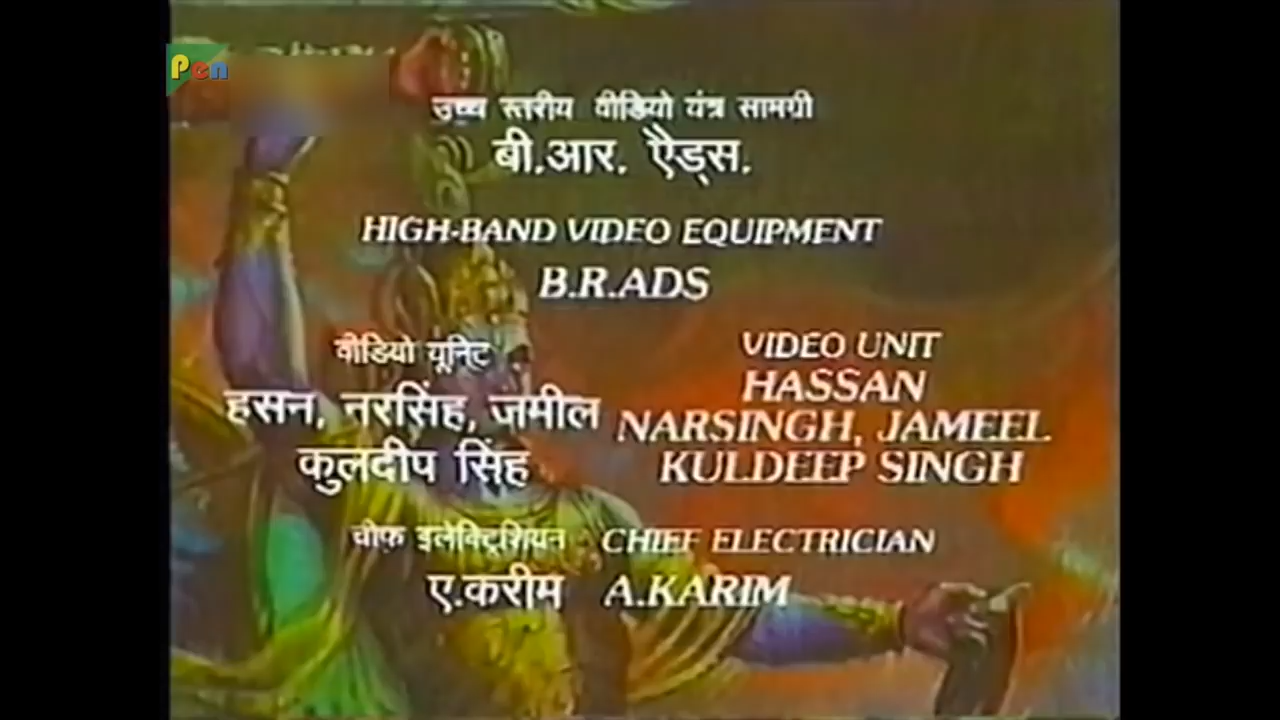 Pen
उच्च स्तरीय वीडियो यंत्र सामग्री
बी.आर. ऐड्स.
HIGH-BAND VIDEO EQUIPMENT
B.R.ADS
वीडियो यूनिट
हसन, नरसिंह, जमील
कुलदीप सिंह
VIDEO UNIT
HASSAN
NARSINGH, JAMEEL
KULDEEP SINGH
चीफ़ इलेक्ट्रिशियन
ए.करीम
CHIEF ELECTRICIAN
A.KARIM